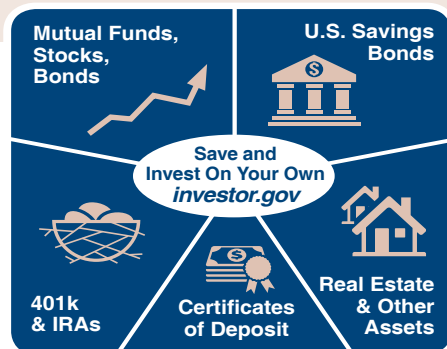 Mutual Funds,
Stocks,
Bonds
U.S. Savings
Bonds
$
Save and
Invest On Your Own
investor.gov
401k
& IRAs
$
Certificates
of Deposit
Real Estate
& Other
Assets